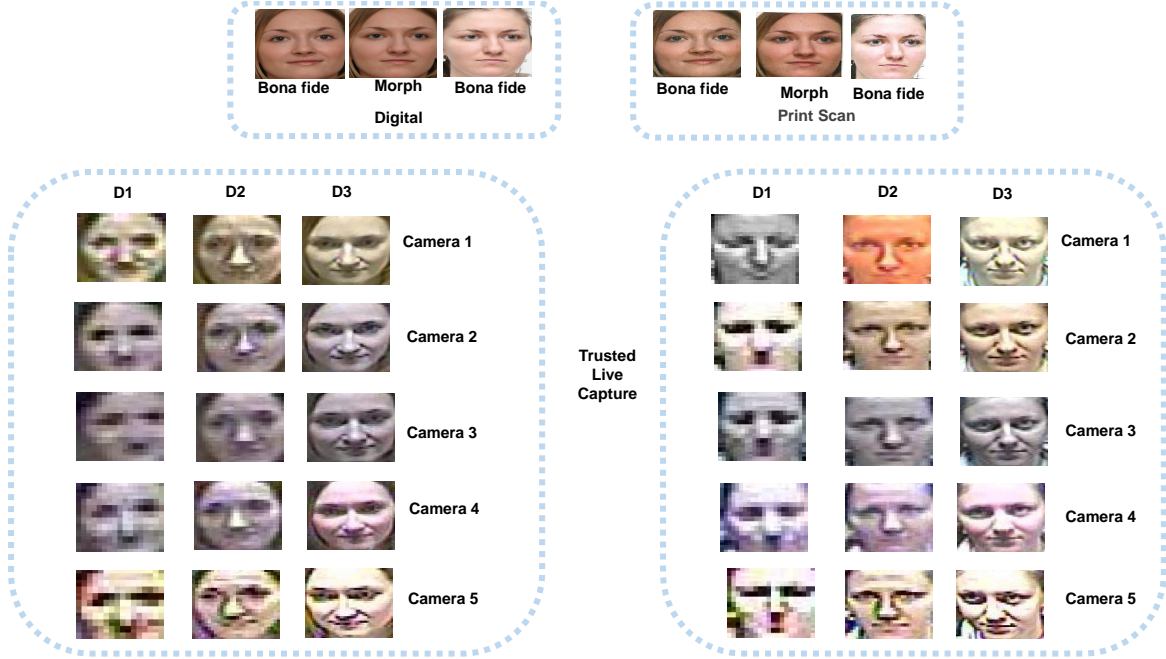 Bona fide Morph Bona fide
Digital
Bona fide Morph Bona fide
Print Scan
D1 D2 D3
Camera 1
Camera 2
Camera 3
Camera 4
Camera 5
Trusted
Live
Capture
D1 D2 D3
Camera 1
Camera 2
Camera 3
Camera 4
Camera 5